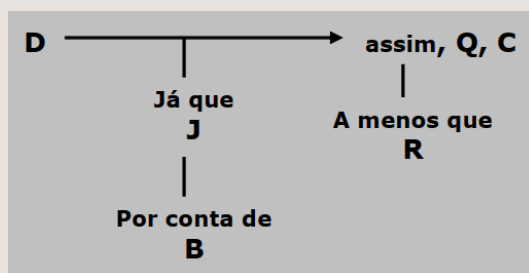 D assim, Q, C
Já que
J
A menos que
R
Por conta de
B